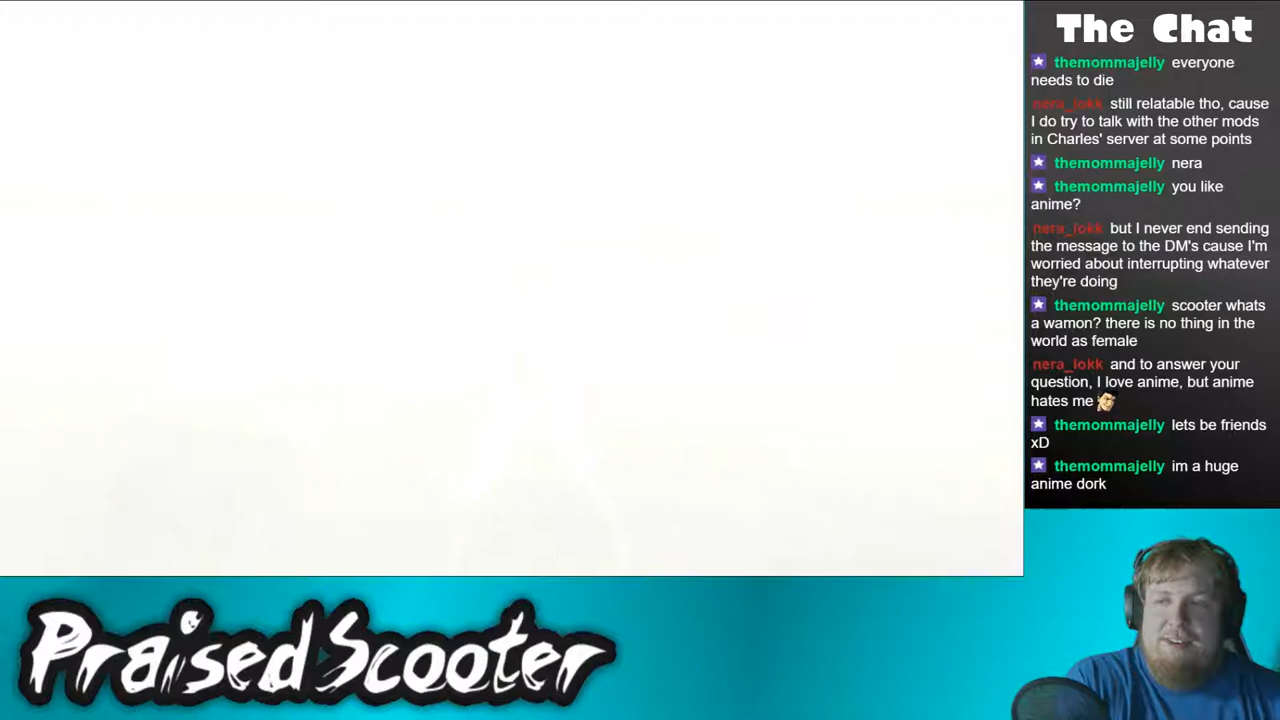 The Chat
themommajelly everyone
needs to die
nera_lokk still relatable tho, cause
I do try to talk with the other mods
in Charles' server at some points
themommajelly nera
themommajelly you like
anime?
nera_lokk but I never end sending
the message to the DM's cause I'm
worried about interrupting whatever
they're doing
themommajelly scooter whats
a wamon? there is no thing in the
world as female
nera_lokk and to answer your
question, I love anime, but anime
hates me
themommajelly lets be friends
xD
themommajelly im a huge
anime dork
PraisedScooter